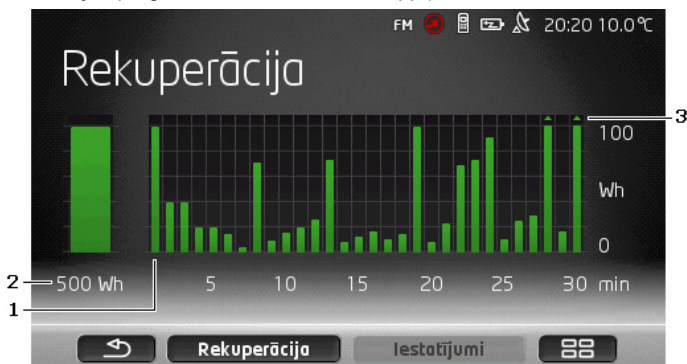 FM 20:20 10.0℃
Rekuperācija
3
100
Wh
0
2 500 Wh 5 10 15 20 25 30 min
1
Rekuperācija Iestatījumi